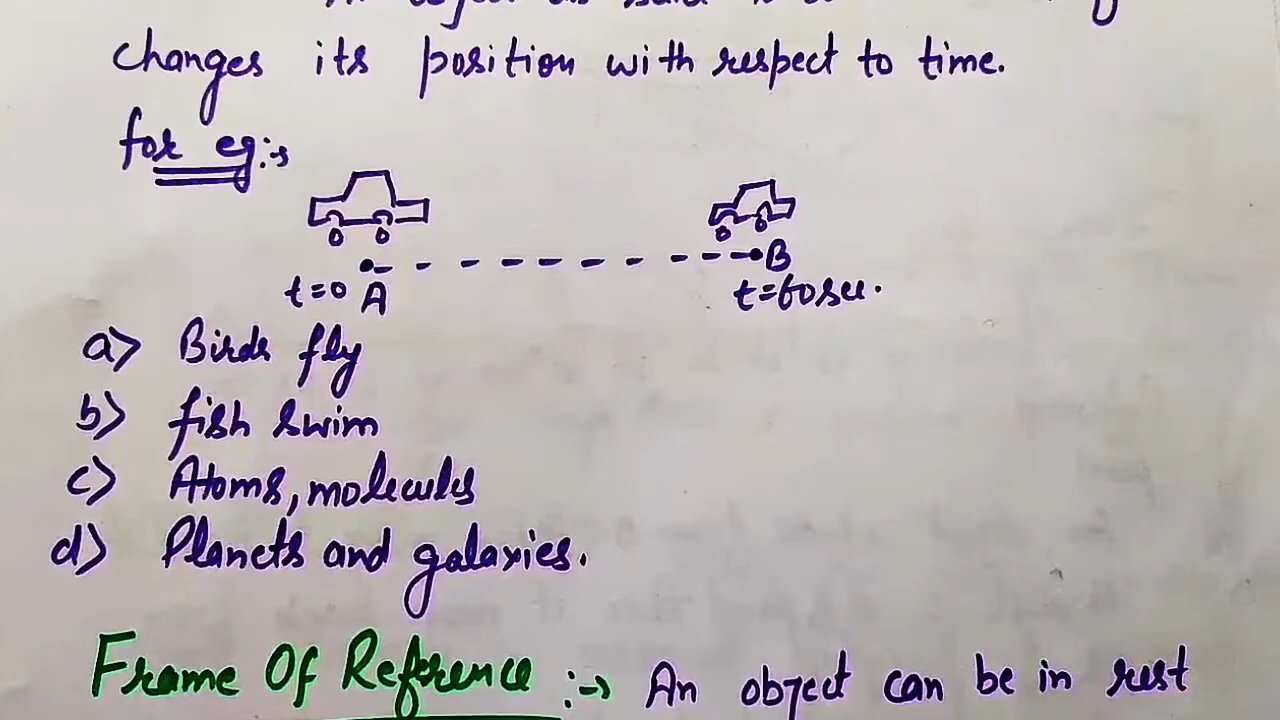 changes its position with respect to time.
for eg:→
t=0 A
B
t=60sec.
a) Birds fly
b) fish swim
c) Atoms, molecules
d) Planets and galaxies.
Frame Of Reference :→ An object can be in rest